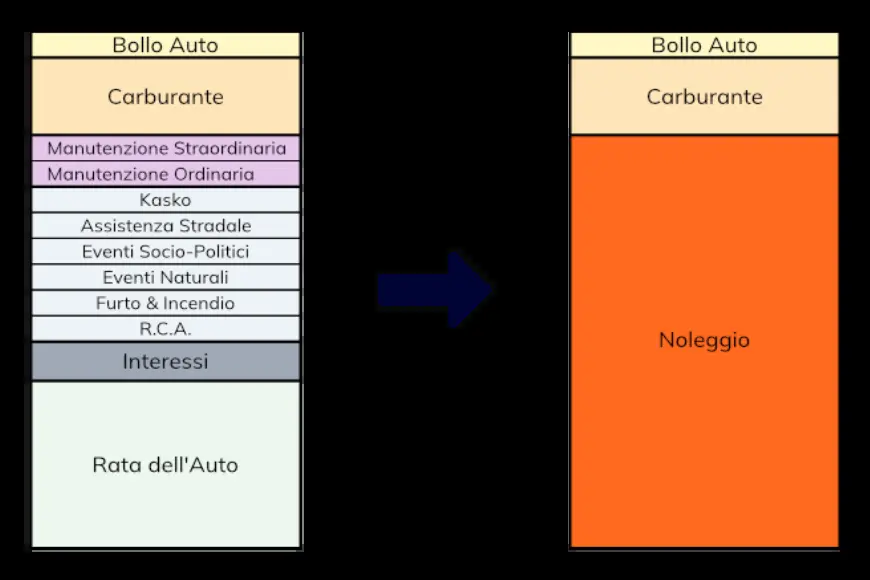 Bollo Auto
Carburante
Manutenzione Straordinaria
Manutenzione Ordinaria
Kasko
Assistenza Stradale
Eventi Socio-Politici
Eventi Naturali
Furto & Incendio
R.C.A.
Interessi
Rata dell'Auto
Bollo Auto
Carburante
Noleggio